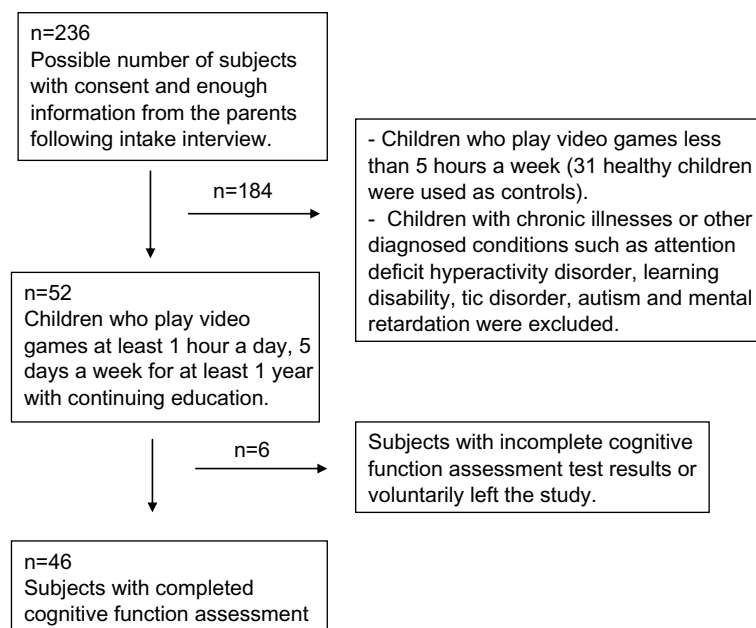 n=236
Possible number of subjects
with consent and enough
information from the parents
following intake interview.
n=184
- Children who play video games less
than 5 hours a week (31 healthy children
were used as controls).
- Children with chronic illnesses or other
diagnosed conditions such as attention
deficit hyperactivity disorder, learning
disability, tic disorder, autism and mental
retardation were excluded.
n=52
Children who play video
games at least 1 hour a day, 5
days a week for at least 1 year
with continuing education.
n=6
Subjects with incomplete cognitive
function assessment test results or
voluntarily left the study.
n=46
Subjects with completed
cognitive function assessment